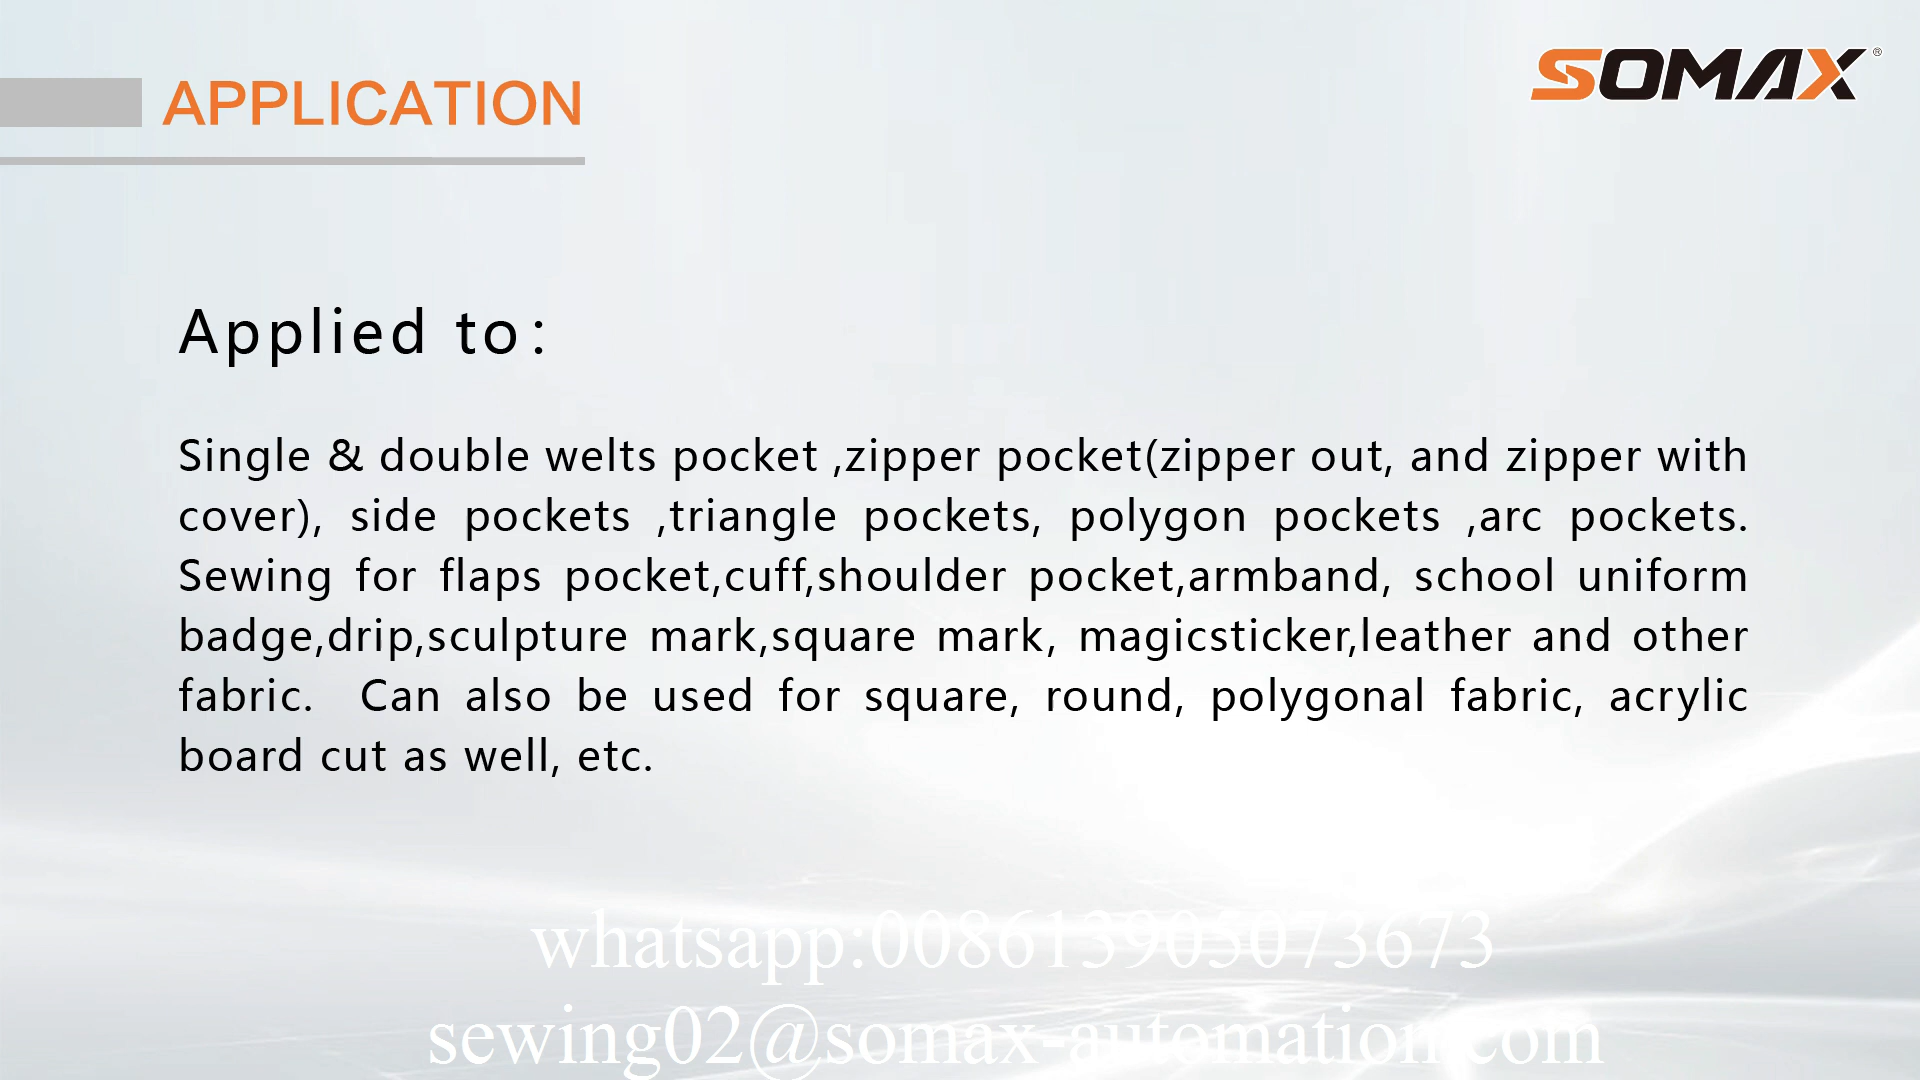 APPLICATION
SOMAX®
Applied to:
Single & double welts pocket ,zipper pocket(zipper out, and zipper with
cover), side pockets ,triangle pockets, polygon pockets ,arc pockets.
Sewing for flaps pocket,cuff,shoulder pocket,armband, school uniform
badge,drip,sculpture mark,square mark, magicsticker,leather and other
fabric. Can also be used for square, round, polygonal fabric, acrylic
board cut as well, etc.
whatsapp:008613905073673
sewing02@somax-automation.com